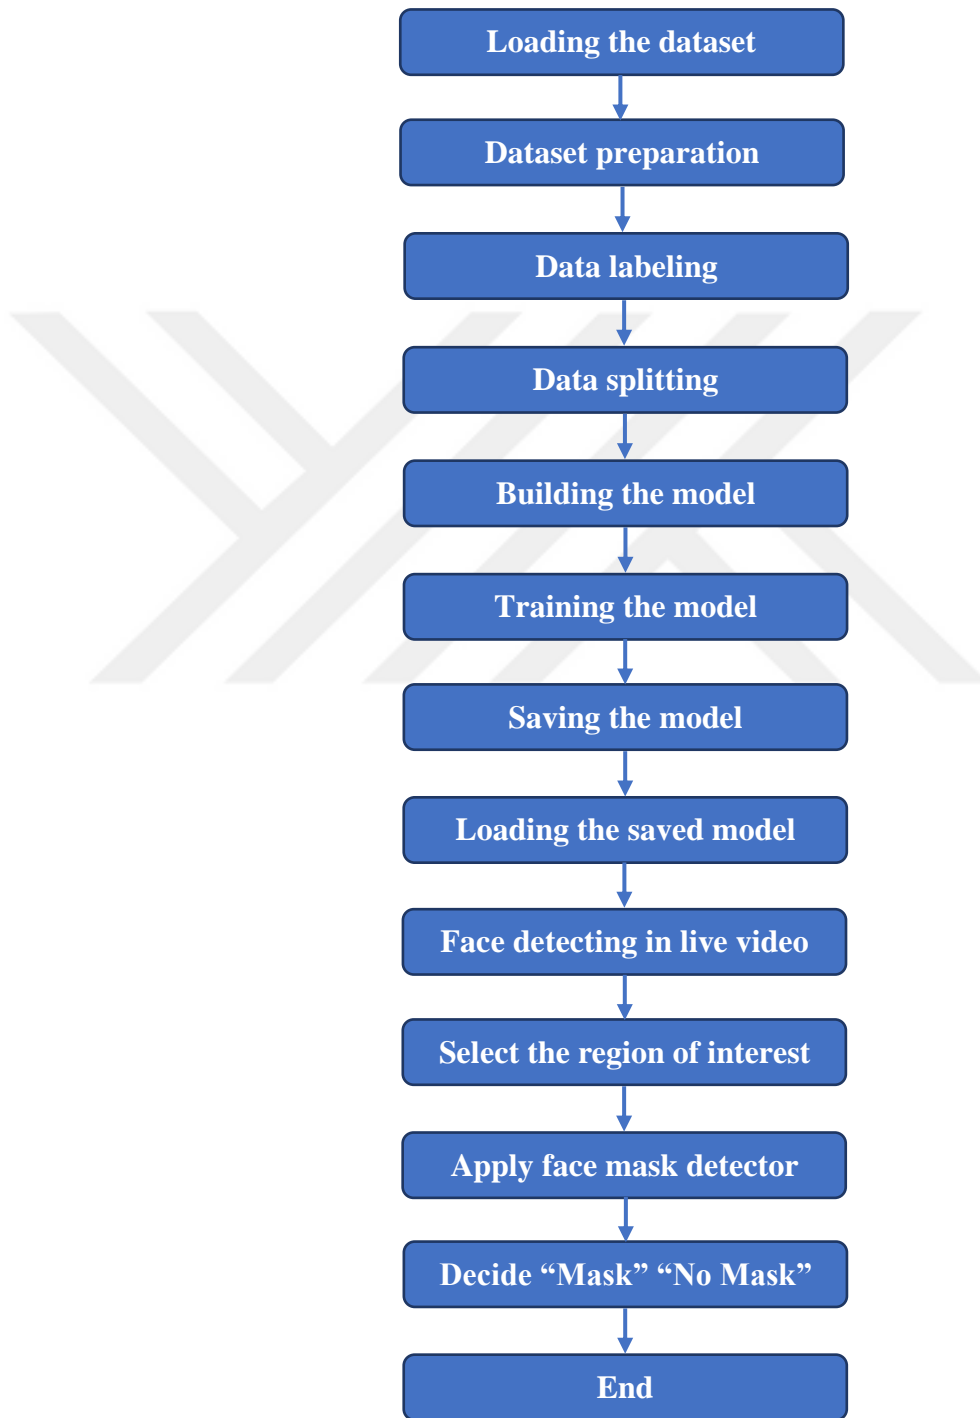 Loading the dataset
Dataset preparation
Data labeling
Data splitting
Building the model
Training the model
Saving the model
Loading the saved model
Face detecting in live video
Select the region of interest
Apply face mask detector
Decide “Mask” “No Mask”
End